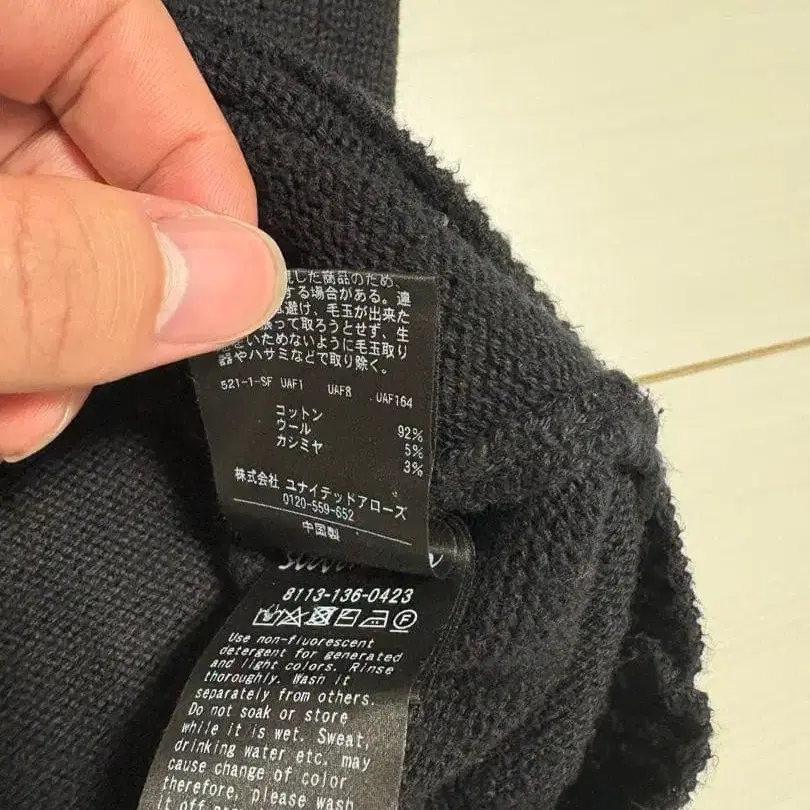 した商品のため、
する場合がある。違
は避け、毛玉が出来た
って取ろうとせず、生
をいためないように毛玉取り
器やハサミなどで取り除く。
521-1-SF UAF1 UAF8 UAF164
コットン 92%
ウール 5%
カシミヤ 3%
株式会社 ユナイテッドアローズ
0120-559-652
中国製
8113-136-0423
Use non-fluorescent
detergent for generated
and light colors. Rinse
thoroughly. Wash it
separately from others.
Do not soak or store
while it is wet. Sweat,
drinking water etc. may
cause change of color
therefore, please wash
it off